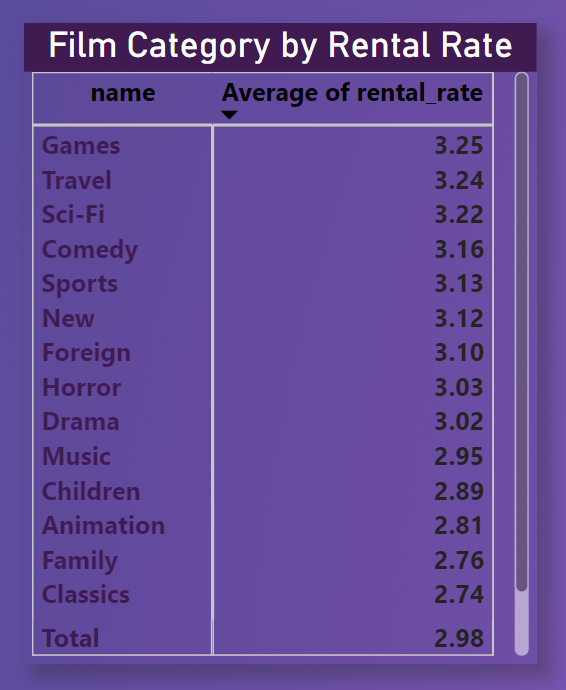 Film Category by Rental Rate
name Average of rental_rate
Games 3.25
Travel 3.24
Sci-Fi 3.22
Comedy 3.16
Sports 3.13
New 3.12
Foreign 3.10
Horror 3.03
Drama 3.02
Music 2.95
Children 2.89
Animation 2.81
Family 2.76
Classics 2.74
Total 2.98